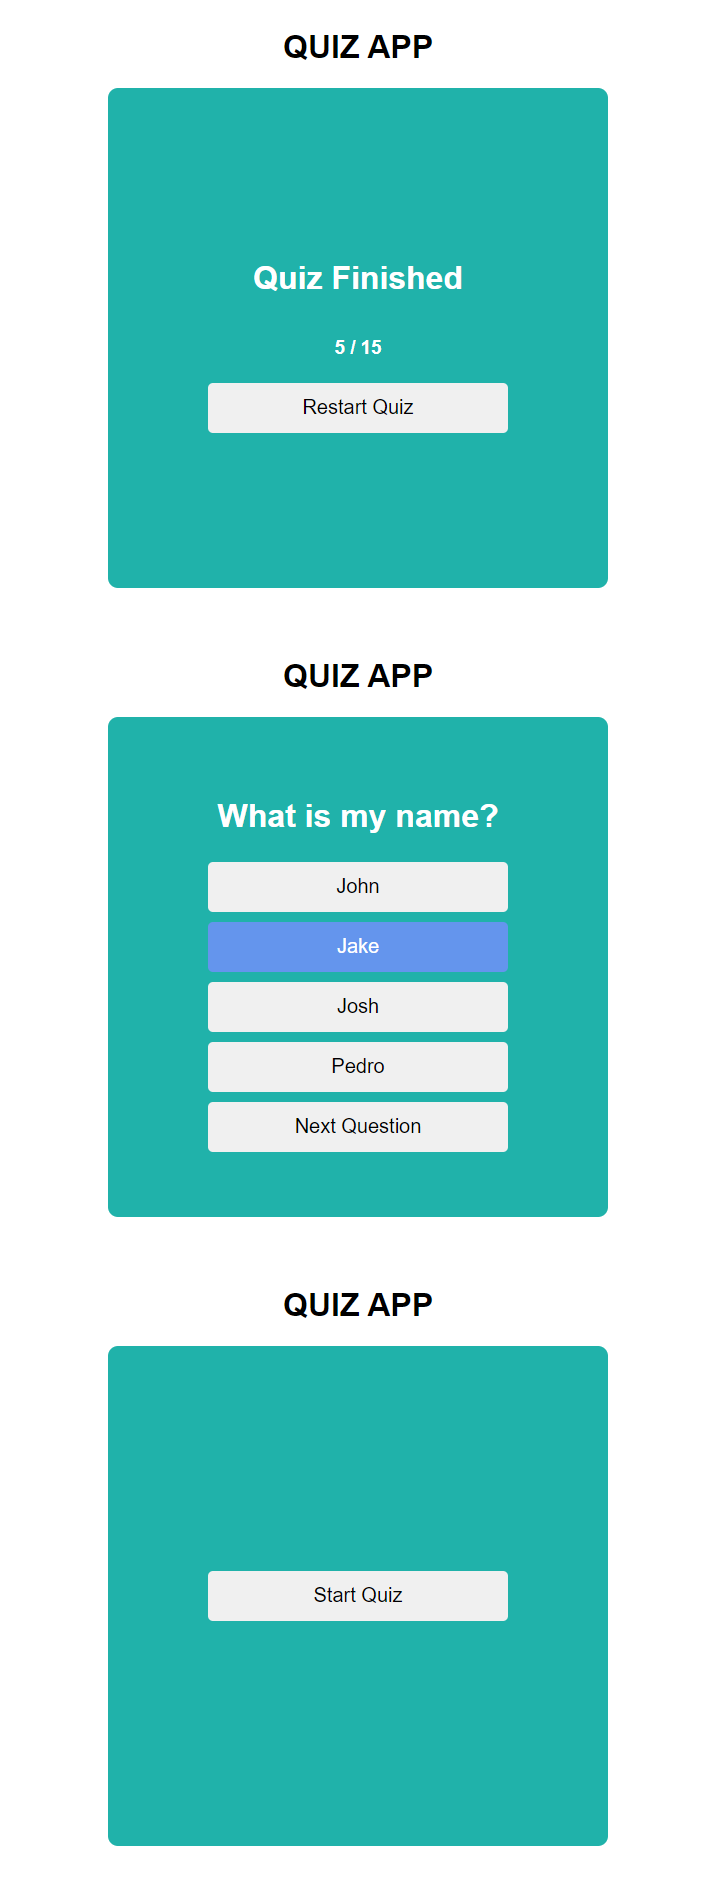 QUIZ APP
Quiz Finished
5 / 15
Restart Quiz
QUIZ APP
What is my name?
John
Jake
Josh
Pedro
Next Question
QUIZ APP
Start Quiz